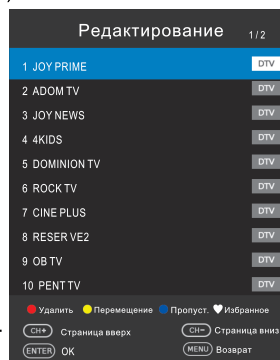 Редактирование 1/2
1 JOY PRIME DTV
2 ADOM TV DTV
3 JOY NEWS DTV
4 4KIDS DTV
5 DOMINION TV DTV
6 ROCK TV DTV
7 CINE PLUS DTV
8 RESER VE2 DTV
9 OB TV DTV
10 PENT TV DTV
Удалить Перемещение Пропуст. Избранное
CH+ Страница вверх CH- Страница вниз
ENTER OK MENU Возврат